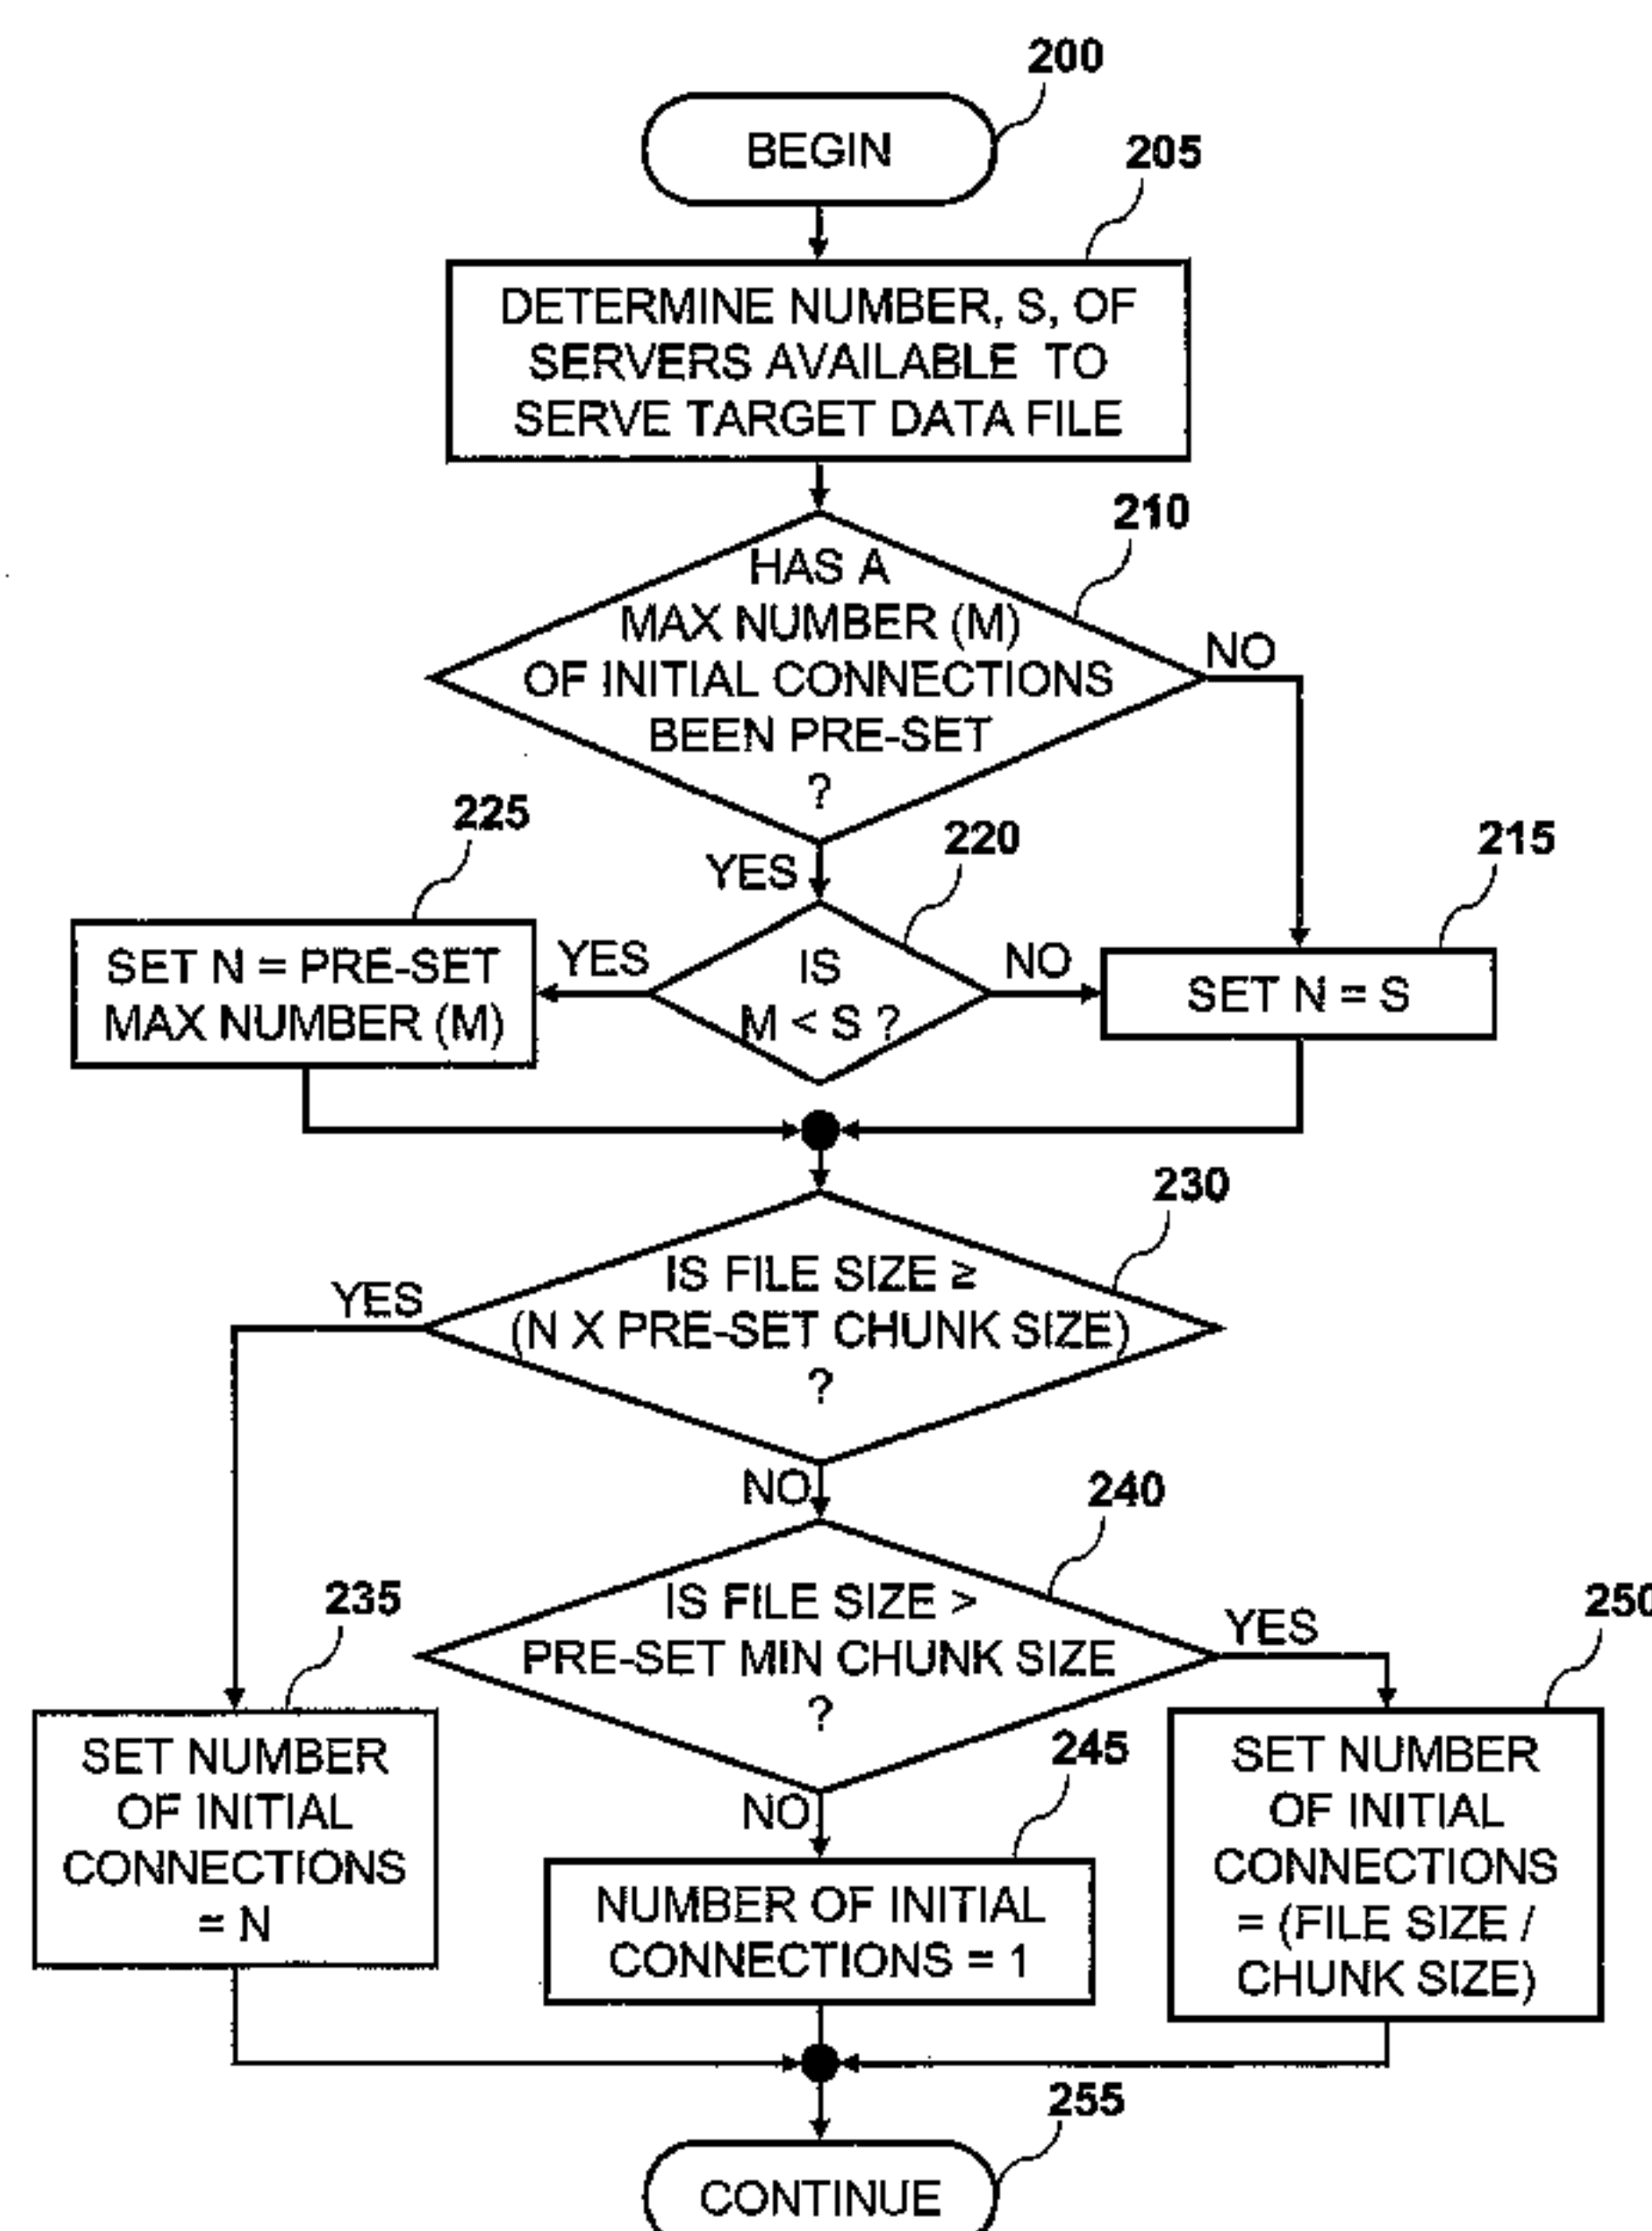 200
BEGIN
205
DETERMINE NUMBER, S, OF
SERVERS AVAILABLE TO
SERVE TARGET DATA FILE
210
HAS A
MAX NUMBER (M)
OF INITIAL CONNECTIONS
BEEN PRE-SET
?
NO
YES
225
220
215
SET N = PRE-SET
MAX NUMBER (M)
YES
IS
M < S ?
NO
SET N = S
230
IS FILE SIZE ≥
(N X PRE-SET CHUNK SIZE)
?
YES
NO
240
IS FILE SIZE >
PRE-SET MIN CHUNK SIZE
?
YES
NO
235
SET NUMBER
OF INITIAL
CONNECTIONS
= N
245
NUMBER OF INITIAL
CONNECTIONS = 1
250
SET NUMBER
OF INITIAL
CONNECTIONS
= (FILE SIZE /
CHUNK SIZE)
255
CONTINUE